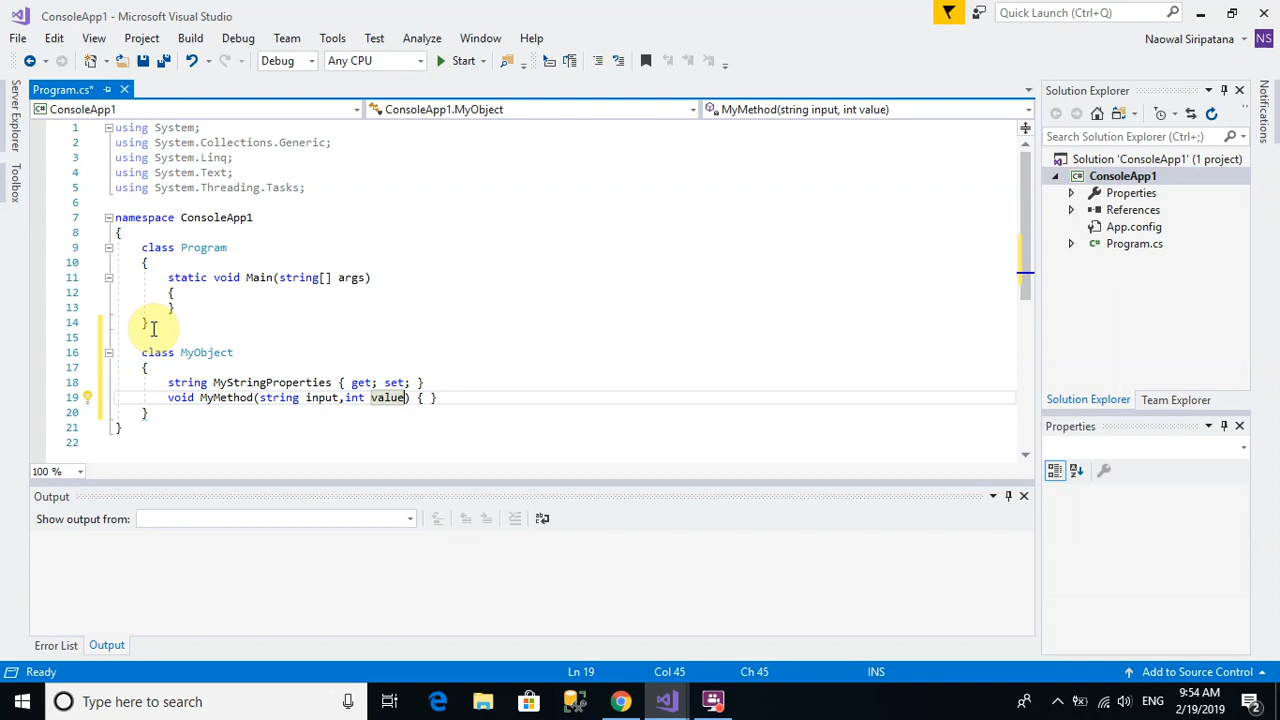 ConsoleApp1 - Microsoft Visual Studio
Quick Launch (Ctrl+Q)
File Edit View Project Build Debug Team Tools Test Analyze Window Help
Naowal Siripatana NS
Debug Any CPU Start
Server Explorer
Toolbox
Program.cs*
ConsoleApp1 ConsoleApp1.MyObject MyMethod(string input, int value)
1 using System;
2 using System.Collections.Generic;
3 using System.Linq;
4 using System.Text;
5 using System.Threading.Tasks;
6
7 namespace ConsoleApp1
8 {
9 class Program
10 {
11 static void Main(string[] args)
12 {
13 }
14 }
15
16 class MyObject
17 {
18 string MyStringProperties { get; set; }
19 void MyMethod(string input,int value) { }
20 }
21 }
22
100 %
Output
Show output from:
Error List Output
Solution Explorer
Search Solution Explorer (Ctrl+;)
Solution 'ConsoleApp1' (1 project)
C# ConsoleApp1
Properties
References
App.config
C# Program.cs
Solution Explorer Team Explorer
Properties
Notifications
Ready Ln 19 Col 45 Ch 45 INS Add to Source Control
Type here to search
ENG
9:54 AM
2/19/2019
2